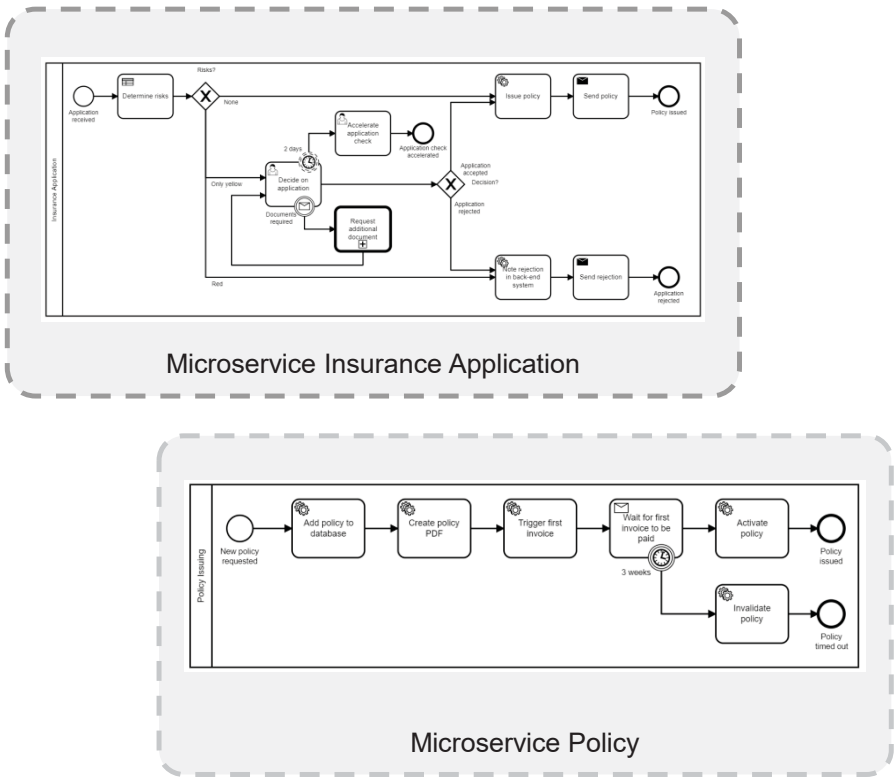 Insurance Application
Risks?
Application
received
Determine risks
None
Issue policy
Send policy
Policy issued
Accelerate
application
check
2 days
Application check
accelerated
Only yellow
Decide on
application
Application
accepted
Decision?
Documents
required
Application
rejected
Request
additional
document
Red
Note rejection
in back-end
system
Send rejection
Application
rejected
Microservice Insurance Application
Policy Issuing
New policy
requested
Add policy to
database
Create policy
PDF
Trigger first
invoice
Wait for first
invoice to be
paid
Activate
policy
Policy
issued
3 weeks
Invalidate
policy
Policy
timed out
Microservice Policy